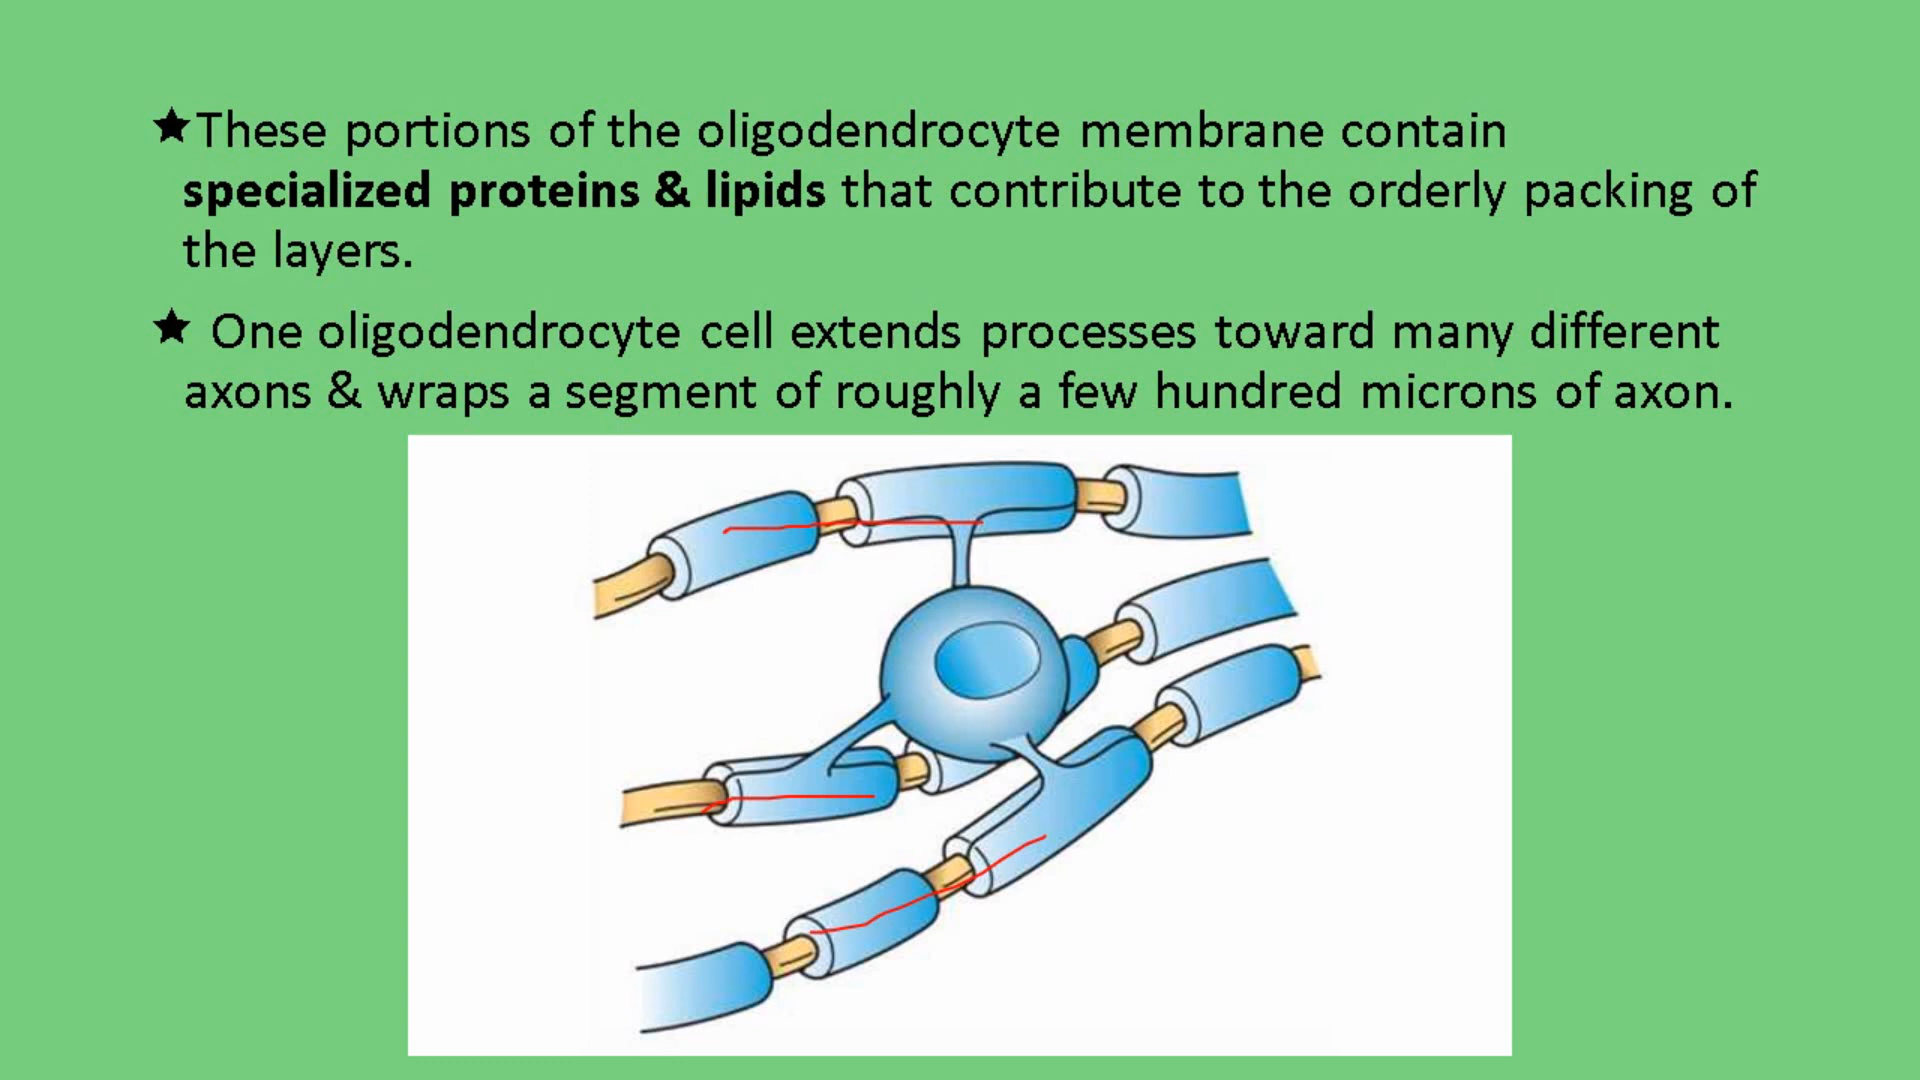 ★These portions of the oligodendrocyte membrane contain
specialized proteins & lipids that contribute to the orderly packing of
the layers.
★ One oligodendrocyte cell extends processes toward many different
axons & wraps a segment of roughly a few hundred microns of axon.